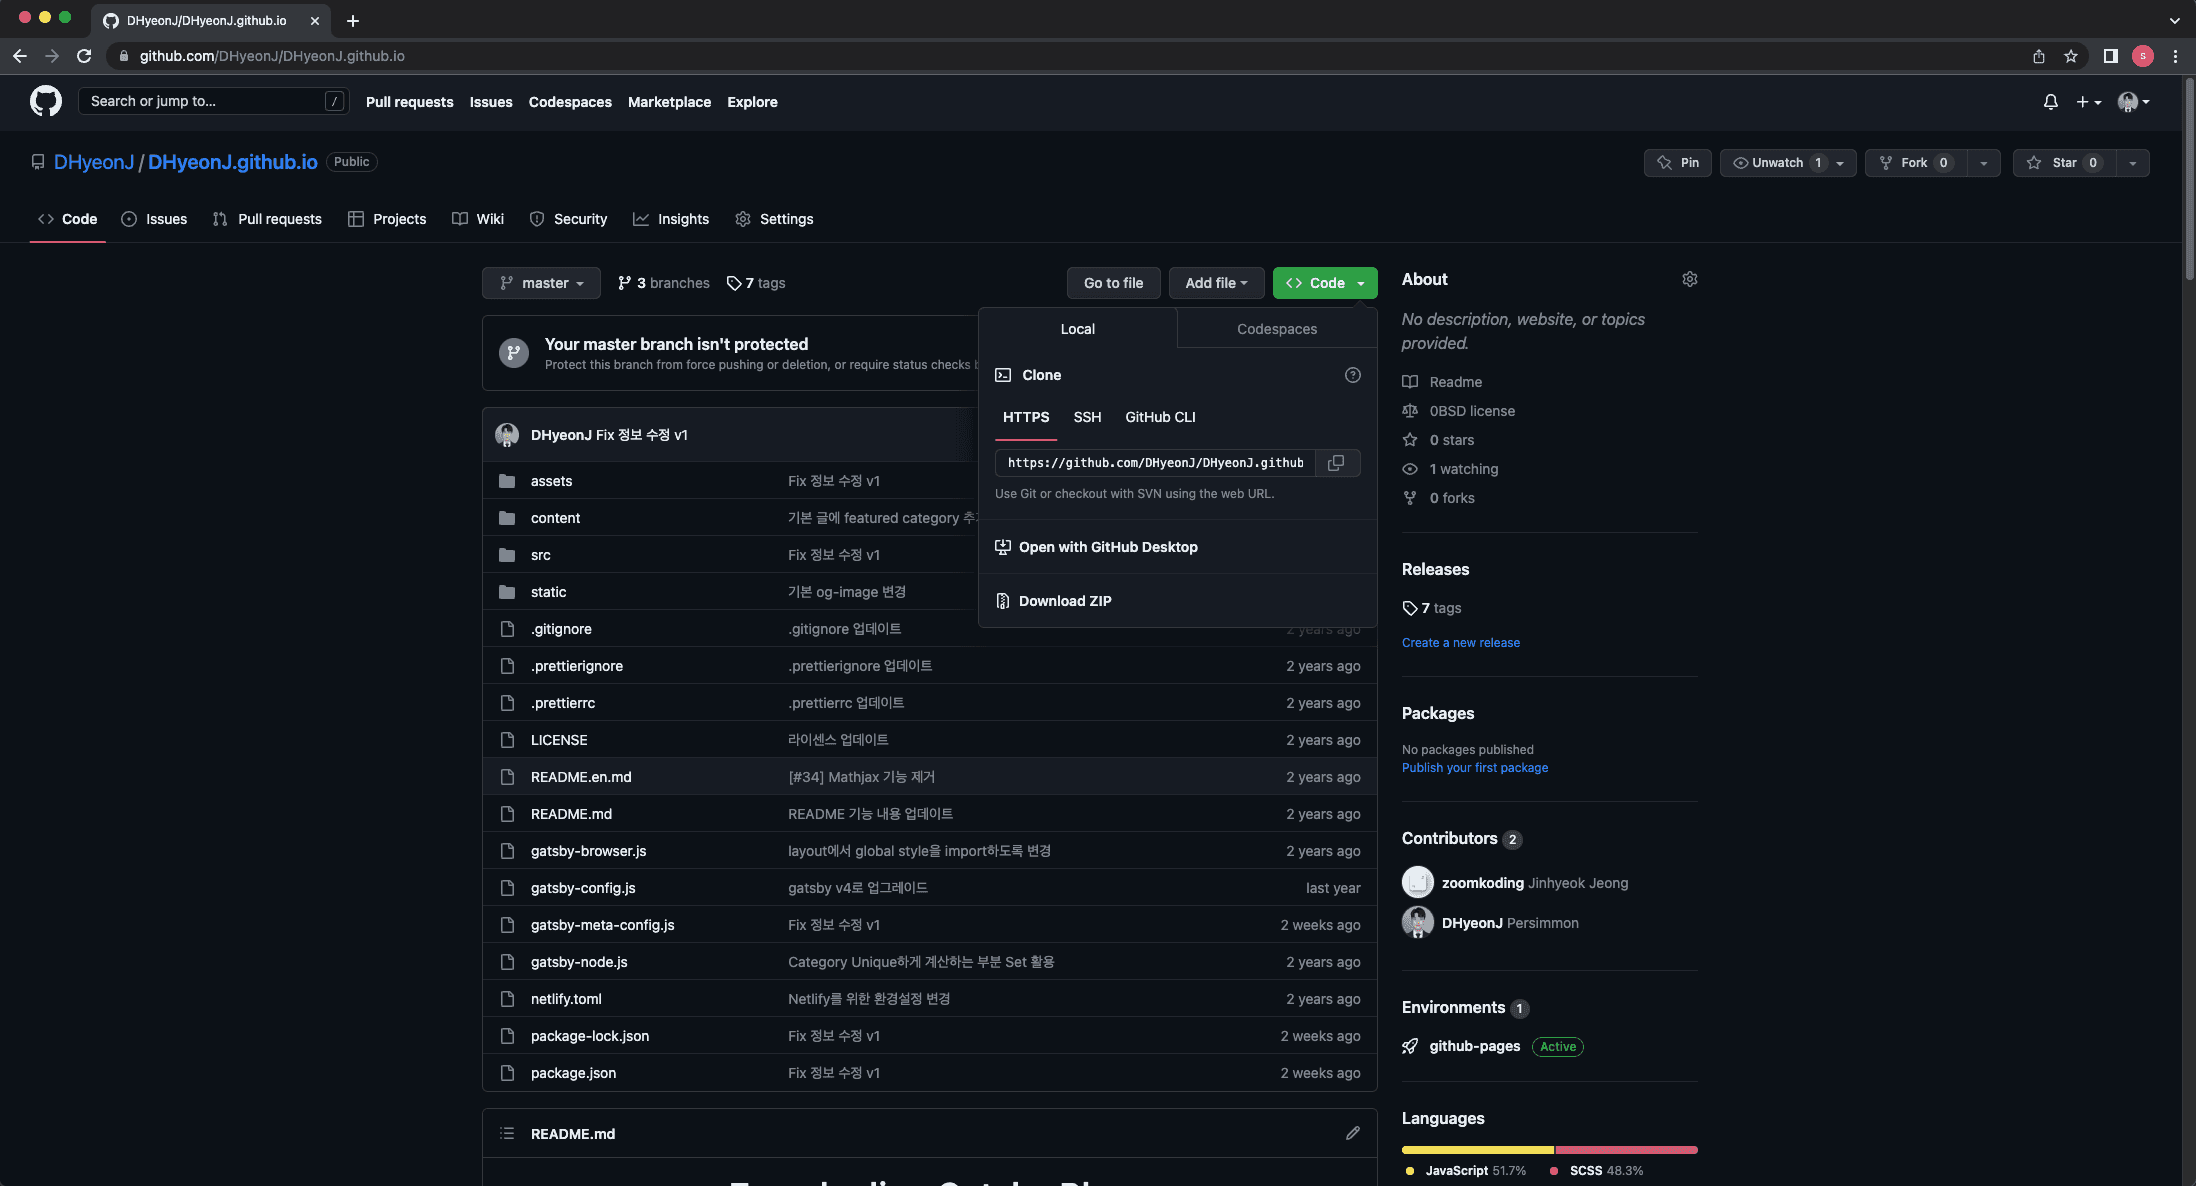 DHyeonJ/DHyeonJ.github.io
github.com/DHyeonJ/DHyeonJ.github.io
S
Search or jump to... /
Pull requests Issues Codespaces Marketplace Explore
DHyeonJ / DHyeonJ.github.io Public
Pin Unwatch 1 Fork 0 Star 0
Code Issues Pull requests Projects Wiki Security Insights Settings
master 3 branches 7 tags Go to file Add file Code
Local Codespaces
Clone
HTTPS SSH GitHub CLI
https://github.com/DHyeonJ/DHyeonJ.github
Use Git or checkout with SVN using the web URL.
Open with GitHub Desktop
Download ZIP
Your master branch isn't protected
Protect this branch from force pushing or deletion, or require status checks
DHyeonJ Fix 정보 수정 v1
assets Fix 정보 수정 v1
content 기본 글에 featured category
src Fix 정보 수정 v1
static 기본 og-image 변경
.gitignore .gitignore 업데이트 2 years ago
.prettierignore .prettierignore 업데이트 2 years ago
.prettierrc .prettierrc 업데이트 2 years ago
LICENSE 라이센스 업데이트 2 years ago
README.en.md [#34] Mathjax 기능 제거 2 years ago
README.md README 기능 내용 업데이트 2 years ago
gatsby-browser.js layout에서 global style을 import하도록 변경 2 years ago
gatsby-config.js gatsby v4로 업그레이드 last year
gatsby-meta-config.js Fix 정보 수정 v1 2 weeks ago
gatsby-node.js Category Unique하게 계산하는 부분 Set 활용 2 years ago
netlify.toml Netlify를 위한 환경설정 변경 2 years ago
package-lock.json Fix 정보 수정 v1 2 weeks ago
package.json Fix 정보 수정 v1 2 weeks ago
README.md
About
No description, website, or topics
provided.
Readme
0BSD license
0 stars
1 watching
0 forks
Releases
7 tags
Create a new release
Packages
No packages published
Publish your first package
Contributors 2
zoomkoding Jinhyeok Jeong
DHyeonJ Persimmon
Environments 1
github-pages Active
Languages
JavaScript 51.7% SCSS 48.3%